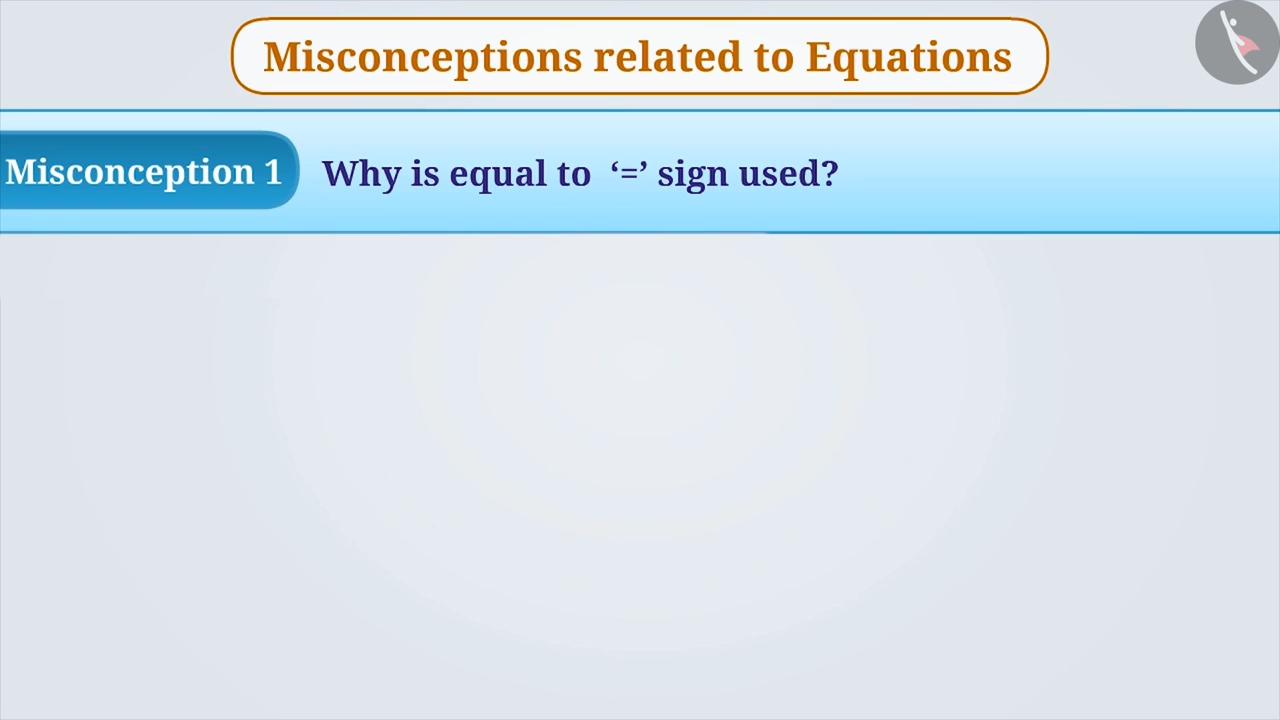 Misconceptions related to Equations
Misconception 1
Why is equal to ‘=’ sign used?